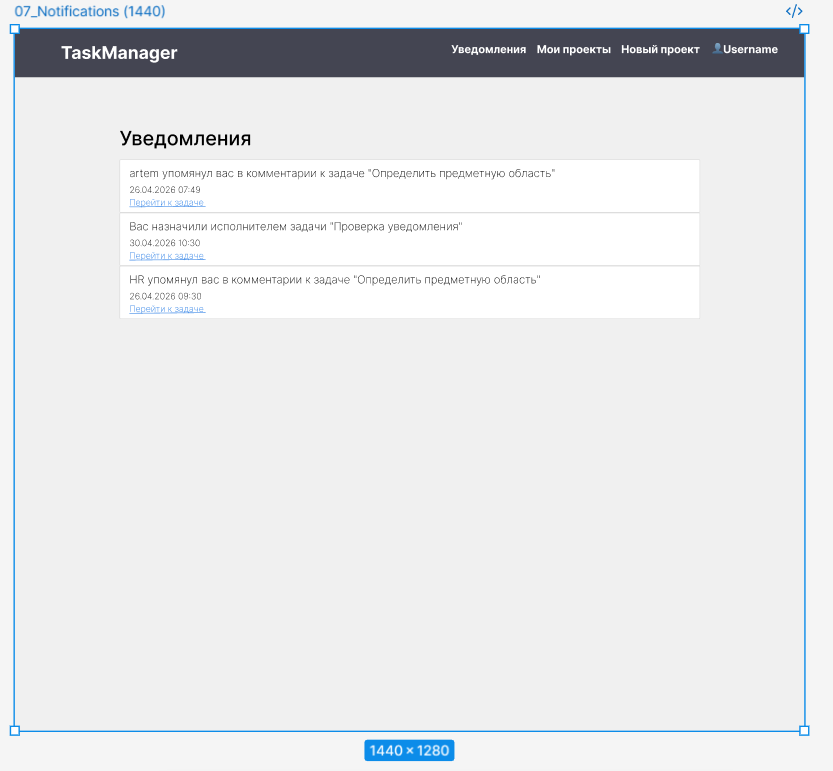 07_Notifications (1440)
</>
TaskManager
Уведомления Мои проекты Новый проект 👤Username
Уведомления
artem упомянул вас в комментарии к задаче "Определить предметную область"
26.04.2026 07:49
Перейти к задаче
Вас назначили исполнителем задачи "Проверка уведомления"
30.04.2026 10:30
Перейти к задаче
HR упомянул вас в комментарии к задаче "Определить предметную область"
26.04.2026 09:30
Перейти к задаче
1440 × 1280